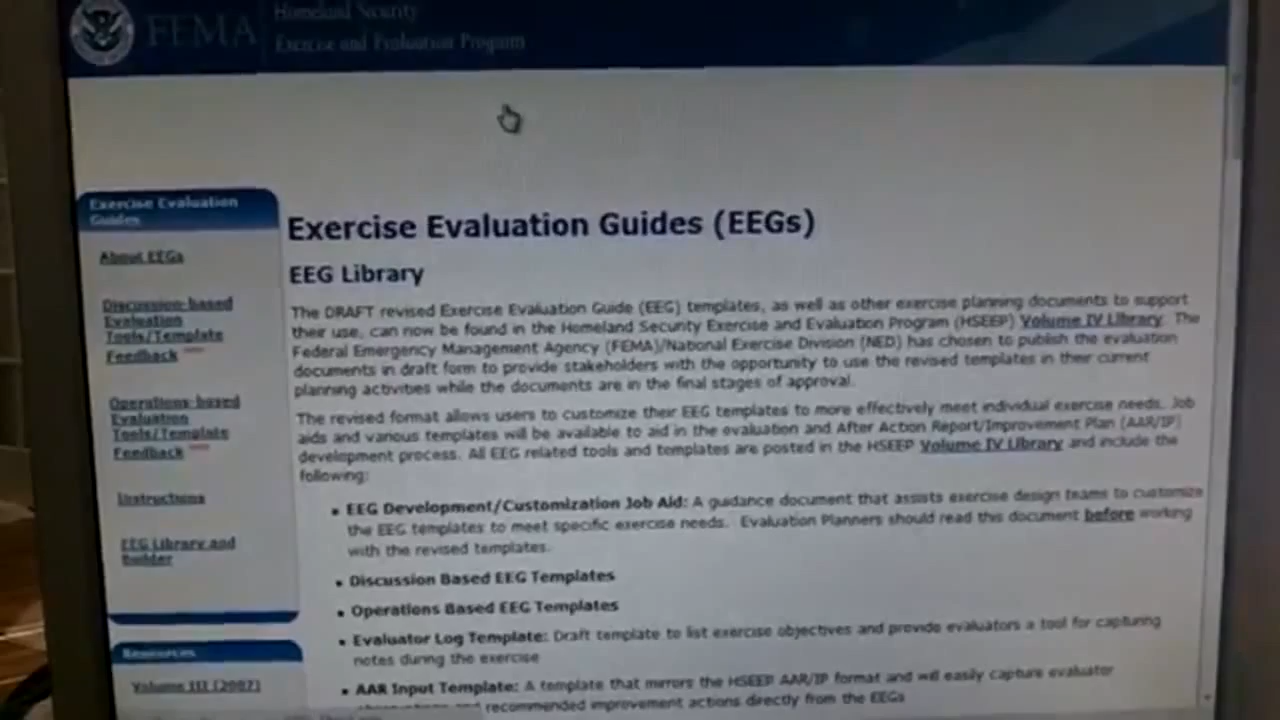 FEMA
Homeland Security
Exercise and Evaluation Program
Exercise Evaluation
Guides
About EEGs
Discussion-based
Evaluation
Tools/Template
Feedback
Operations-based
Evaluation
Tools/Template
Feedback
Instructions
EEG Library and
Builder
Resources
Volume III (2007)
Exercise Evaluation Guides (EEGs)
EEG Library
The DRAFT revised Exercise Evaluation Guide (EEG) templates, as well as other exercise planning documents to support
their use, can now be found in the Homeland Security Exercise and Evaluation Program (HSEEP) Volume IV Library. The
Federal Emergency Management Agency (FEMA)/National Exercise Division (NED) has chosen to publish the evaluation
documents in draft form to provide stakeholders with the opportunity to use the revised templates in their current
planning activities while the documents are in the final stages of approval.
The revised format allows users to customize their EEG templates to more effectively meet individual exercise needs. Job
aids and various templates will be available to aid in the evaluation and After Action Report/Improvement Plan (AAR/IP)
development process. All EEG related tools and templates are posted in the HSEEP Volume IV Library and include the
following:
• EEG Development/Customization Job Aid: A guidance document that assists exercise design teams to customize
the EEG templates to meet specific exercise needs. Evaluation Planners should read this document before working
with the revised templates.
• Discussion Based EEG Templates
• Operations Based EEG Templates
• Evaluator Log Template: Draft template to list exercise objectives and provide evaluators a tool for capturing
notes during the exercise
• AAR Input Template: A template that mirrors the HSEEP AAR/IP format and will easily capture evaluator
recommended improvement actions directly from the EEGs